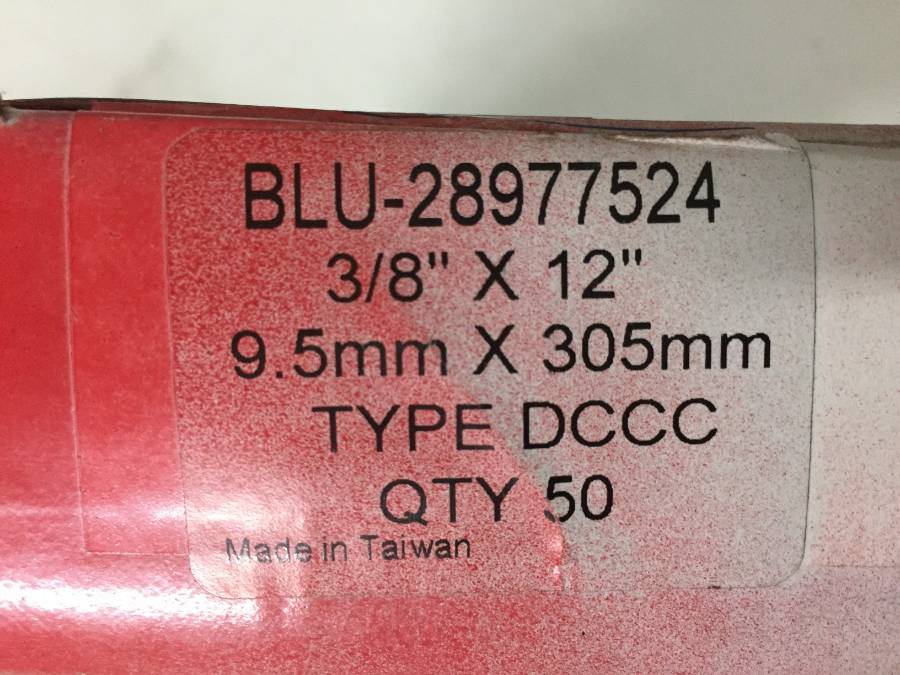 BLU-28977524
3/8" X 12"
9.5mm X 305mm
TYPE DCCC
QTY 50
Made in Taiwan